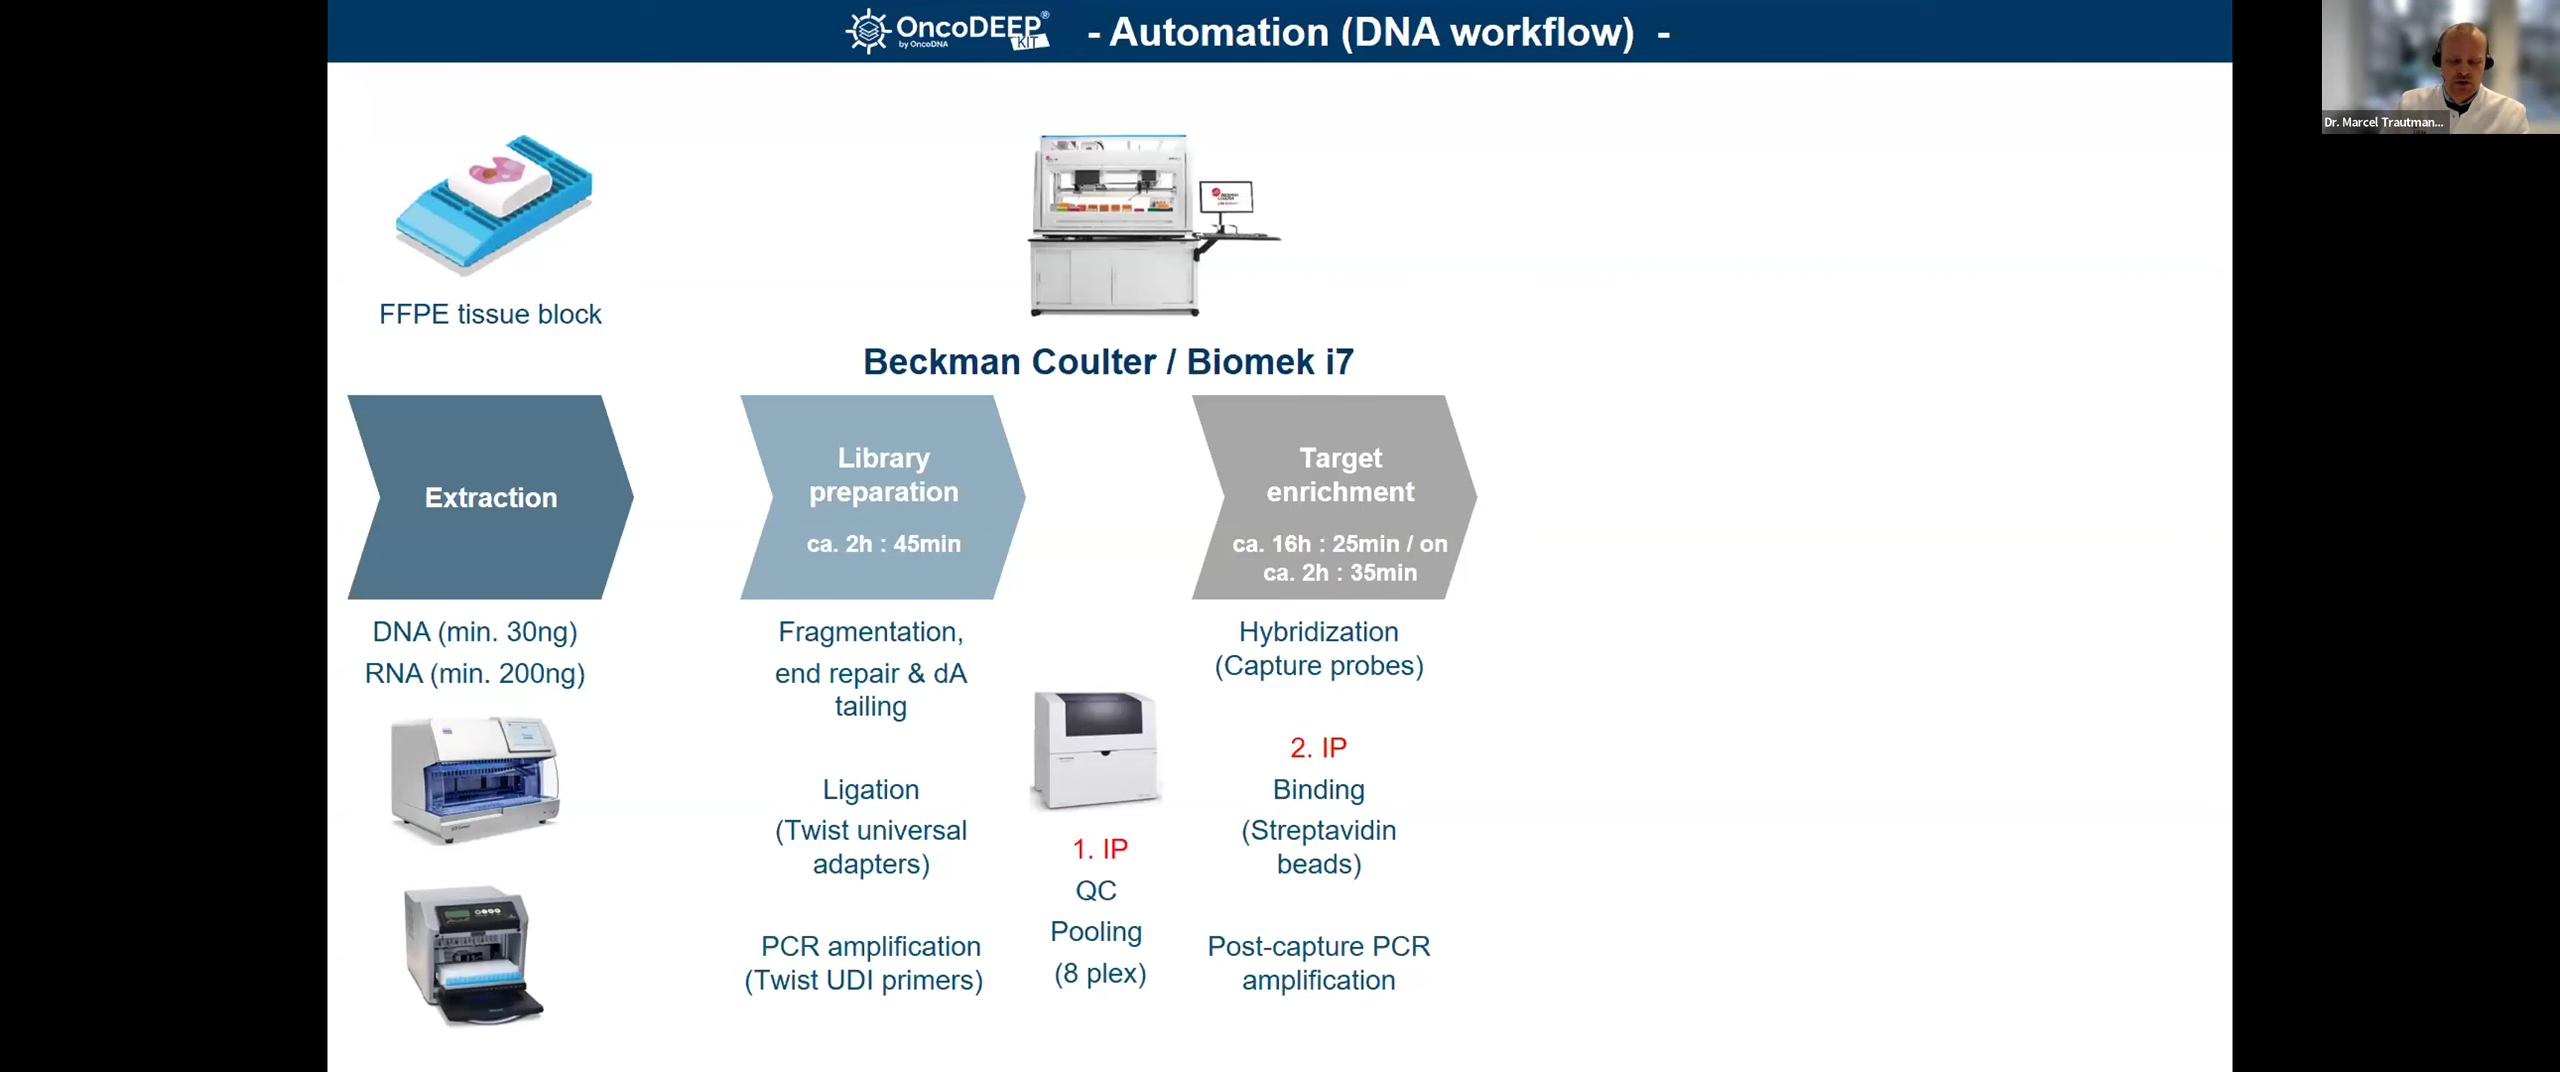 OncoDEEP®
KIT
by OncoDNA
- Automation (DNA workflow) -
Dr. Marcel Trautman...
FFPE tissue block
Beckman Coulter / Biomek i7
Extraction
DNA (min. 30ng)
RNA (min. 200ng)
Library
preparation
ca. 2h : 45min
Fragmentation,
end repair & dA
tailing
Ligation
(Twist universal
adapters)
PCR amplification
(Twist UDI primers)
1. IP
QC
Pooling
(8 plex)
Target
enrichment
ca. 16h : 25min / on
ca. 2h : 35min
Hybridization
(Capture probes)
2. IP
Binding
(Streptavidin
beads)
Post-capture PCR
amplification